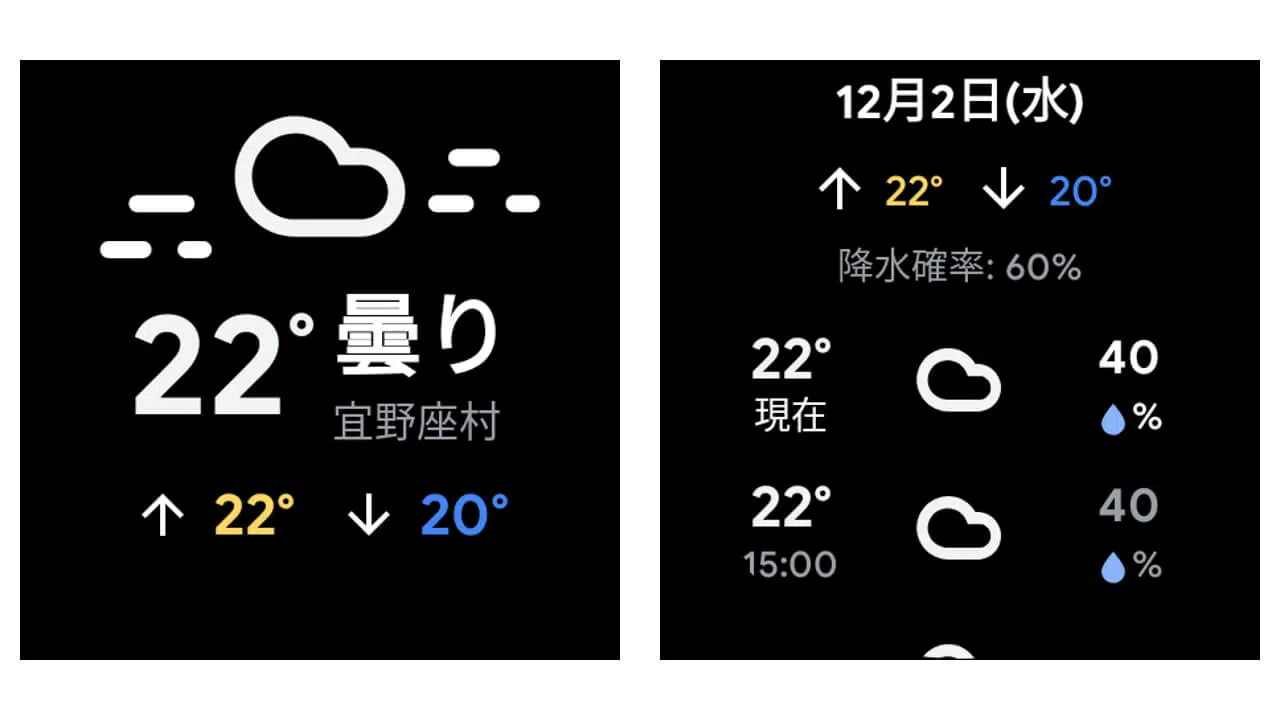 22° 曇り
宜野座村
↑ 22° ↓ 20°
12月2日(水)
↑ 22° ↓ 20°
降水確率: 60%
22° 40
現在 %
22° 40
15:00 %